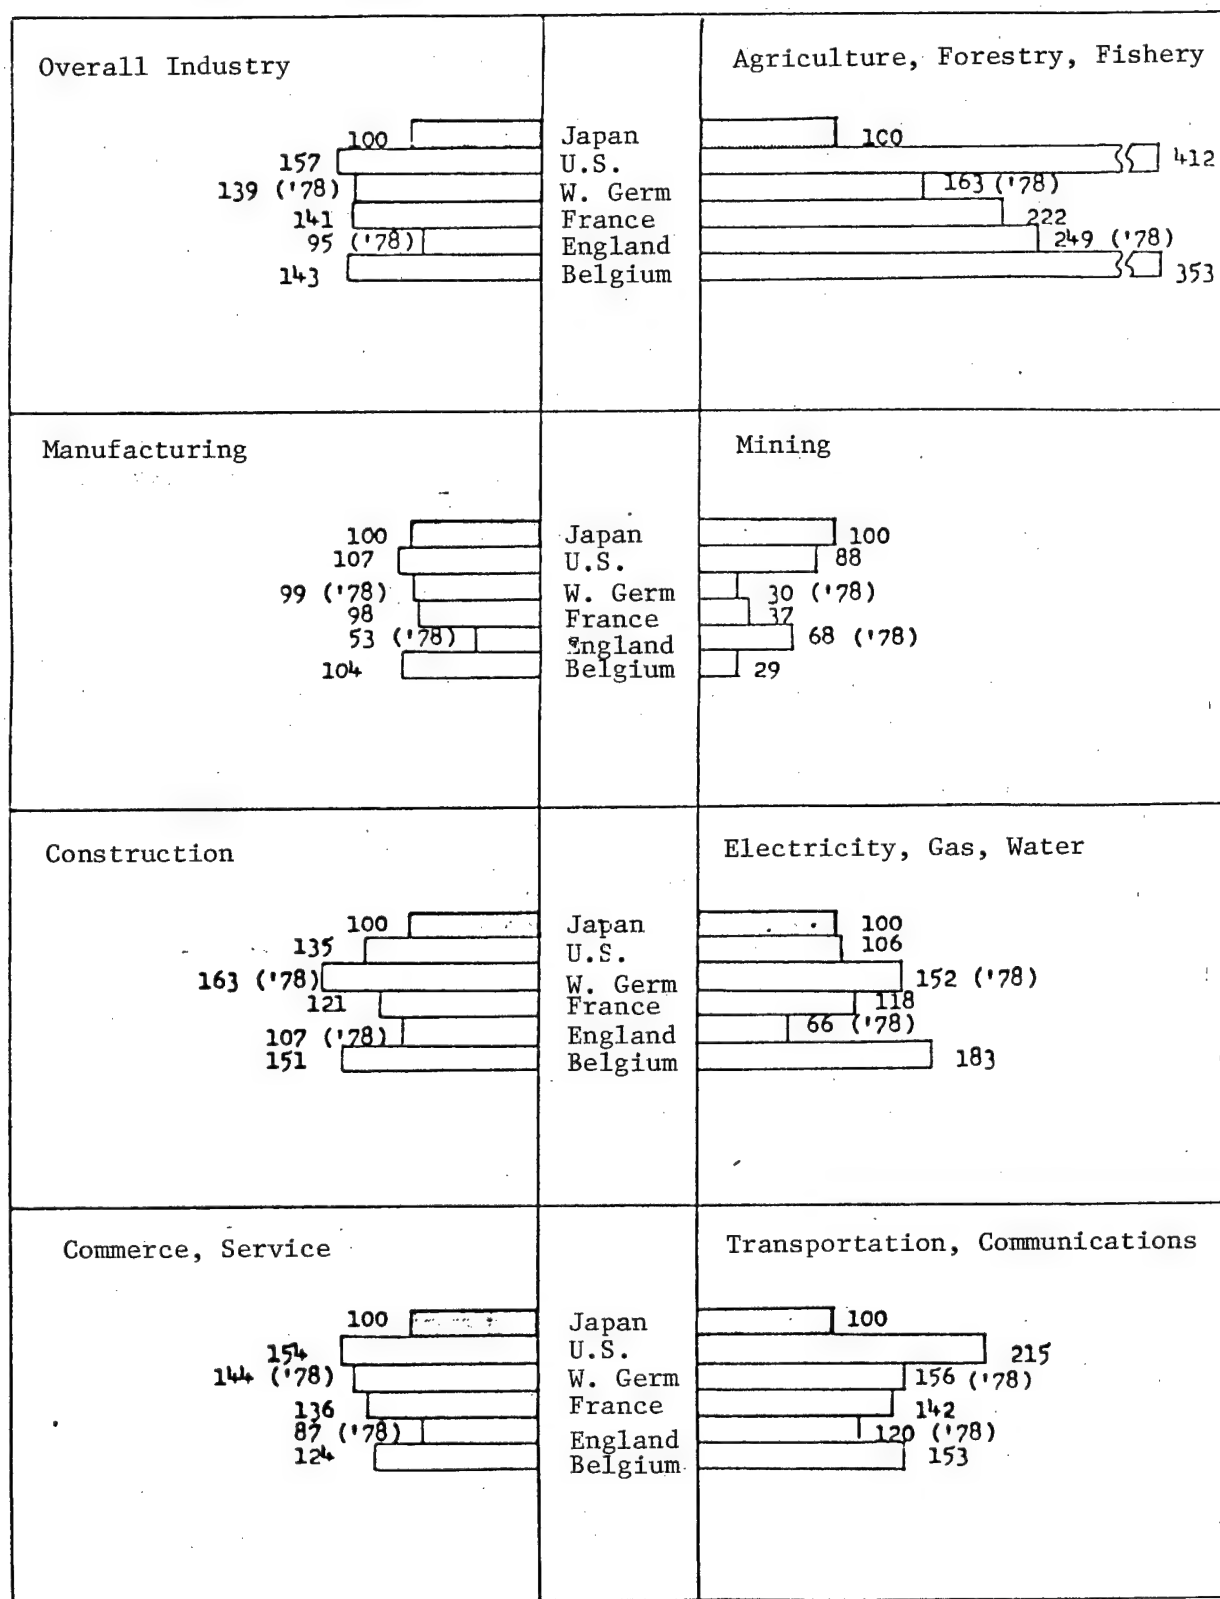 Overall Industry
Agriculture, Forestry, Fishery
100 Japan 100
157 U.S. 412
139 ('78) W. Germ 163 ('78)
141 France 222
95 ('78) England 249 ('78)
143 Belgium 353
Manufacturing
Mining
100 Japan 100
107 U.S. 88
99 ('78) W. Germ 30 ('78)
98 France 37
53 ('78) England 68 ('78)
104 Belgium 29
Construction
Electricity, Gas, Water
100 Japan 100
135 U.S. 106
163 ('78) W. Germ 152 ('78)
121 France 118
107 ('78) England 66 ('78)
151 Belgium 183
Commerce, Service
Transportation, Communications
100 Japan 100
154 U.S. 215
144 ('78) W. Germ 156 ('78)
136 France 142
87 ('78) England 120 ('78)
124 Belgium 153